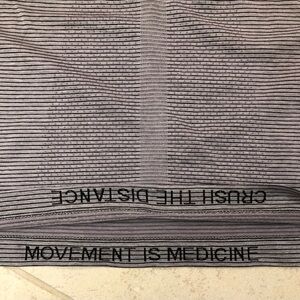 CRUSH THE DISTANCE
MOVEMENT IS MEDICINE